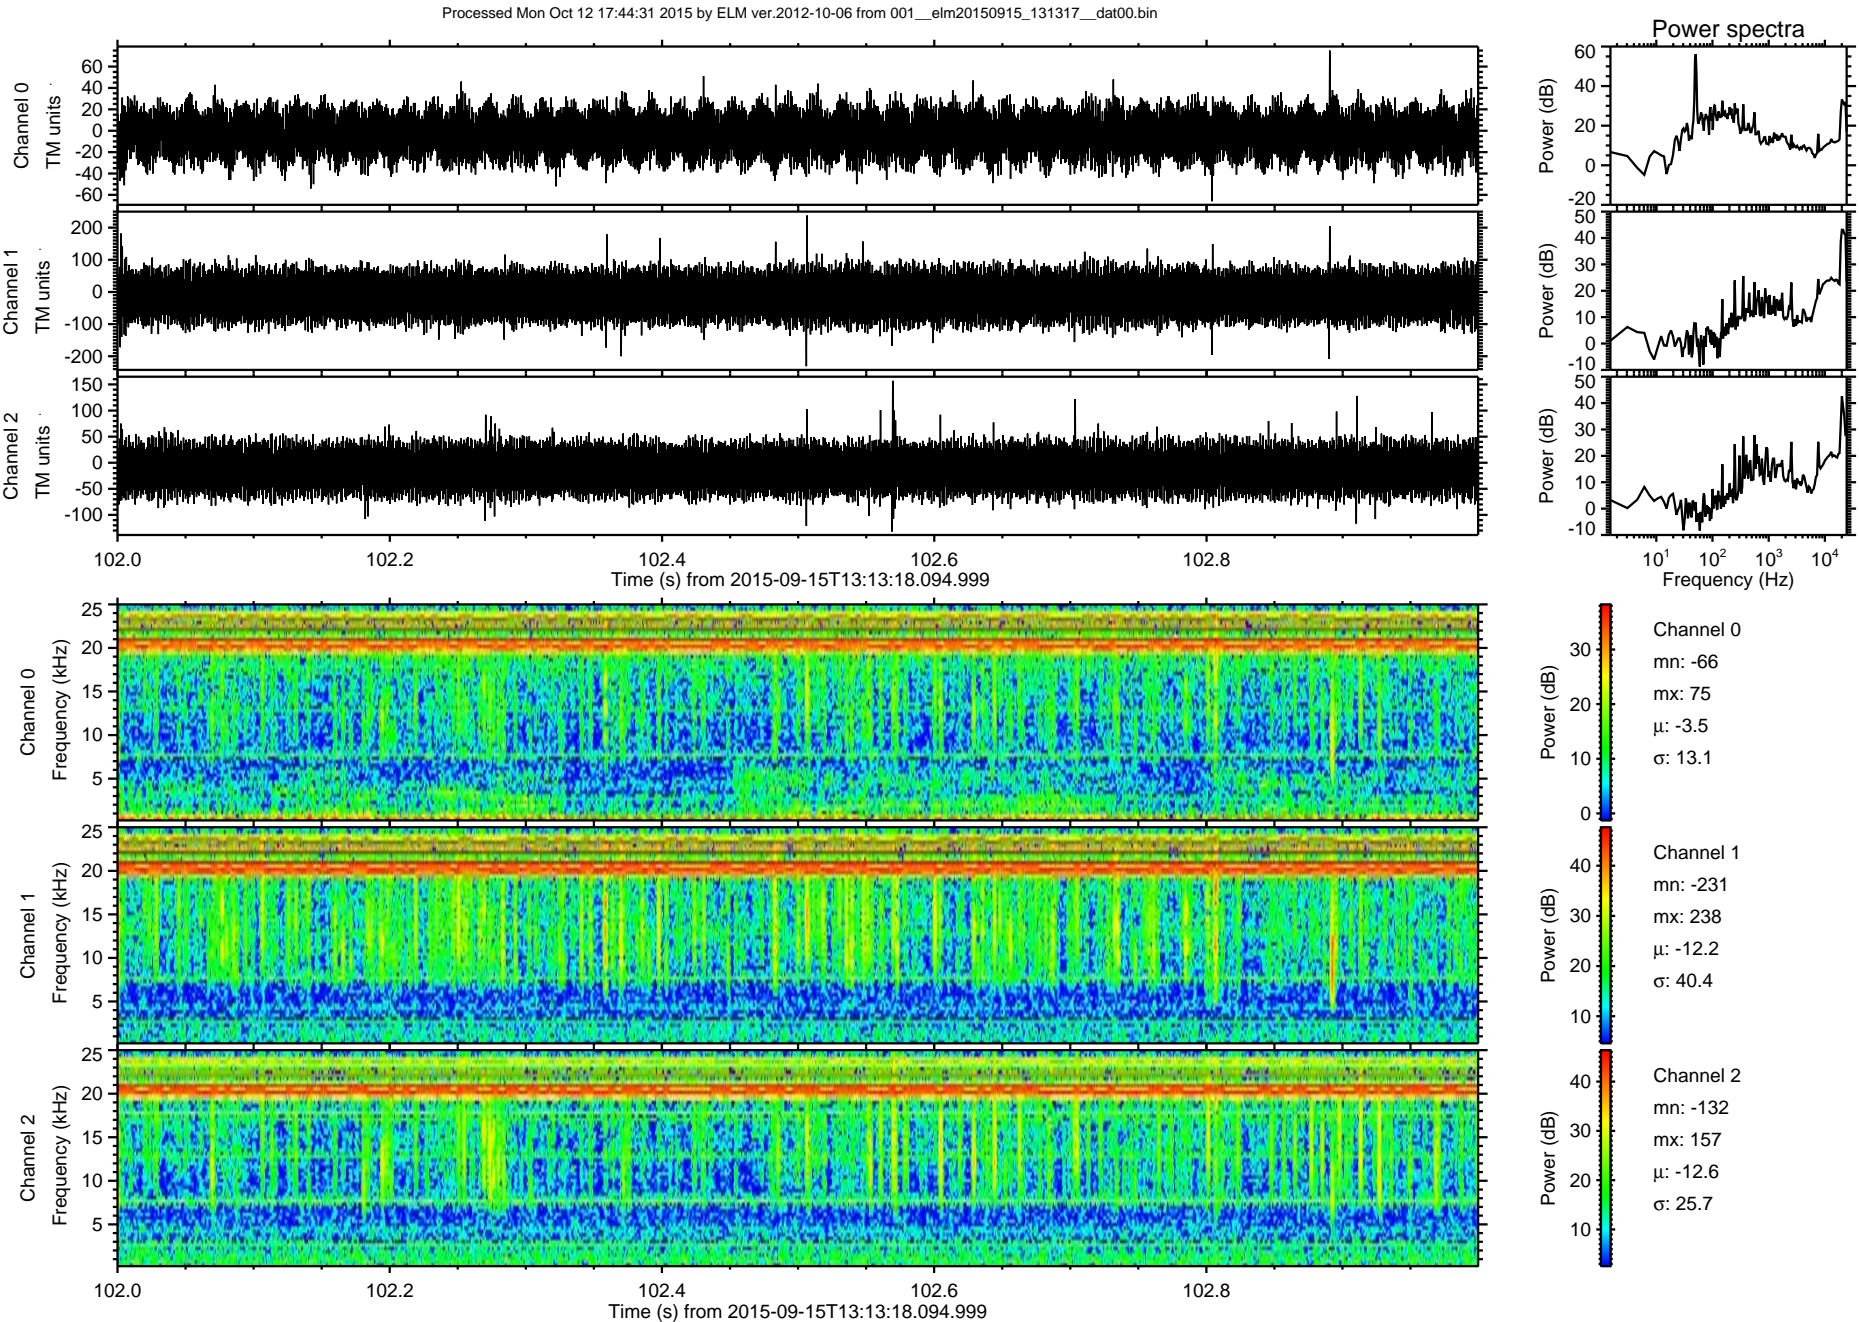 Processed Mon Oct 12 17:44:31 2015 by ELM ver.2012-10-06 from 001__elm20150915_131317__dat00.bin
Power spectra
Channel 0
TM units
60
40
20
0
-20
-40
-60
Power (dB)
60
40
20
0
-20
Channel 1
TM units
200
100
0
-100
-200
Power (dB)
50
40
30
20
10
0
-10
Channel 2
TM units
150
100
50
0
-50
-100
Power (dB)
50
40
30
20
10
0
-10
102.0 102.2 102.4 102.6 102.8
Time (s) from 2015-09-15T13:13:18.094.999
10^1 10^2 10^3 10^4
Frequency (Hz)
Channel 0
Frequency (kHz)
25
20
15
10
5
Power (dB)
30
20
10
0
Channel 0
mn: -66
mx: 75
μ: -3.5
σ: 13.1
Channel 1
Frequency (kHz)
25
20
15
10
5
Power (dB)
40
30
20
10
Channel 1
mn: -231
mx: 238
μ: -12.2
σ: 40.4
Channel 2
Frequency (kHz)
25
20
15
10
5
Power (dB)
40
30
20
10
Channel 2
mn: -132
mx: 157
μ: -12.6
σ: 25.7
102.0 102.2 102.4 102.6 102.8
Time (s) from 2015-09-15T13:13:18.094.999